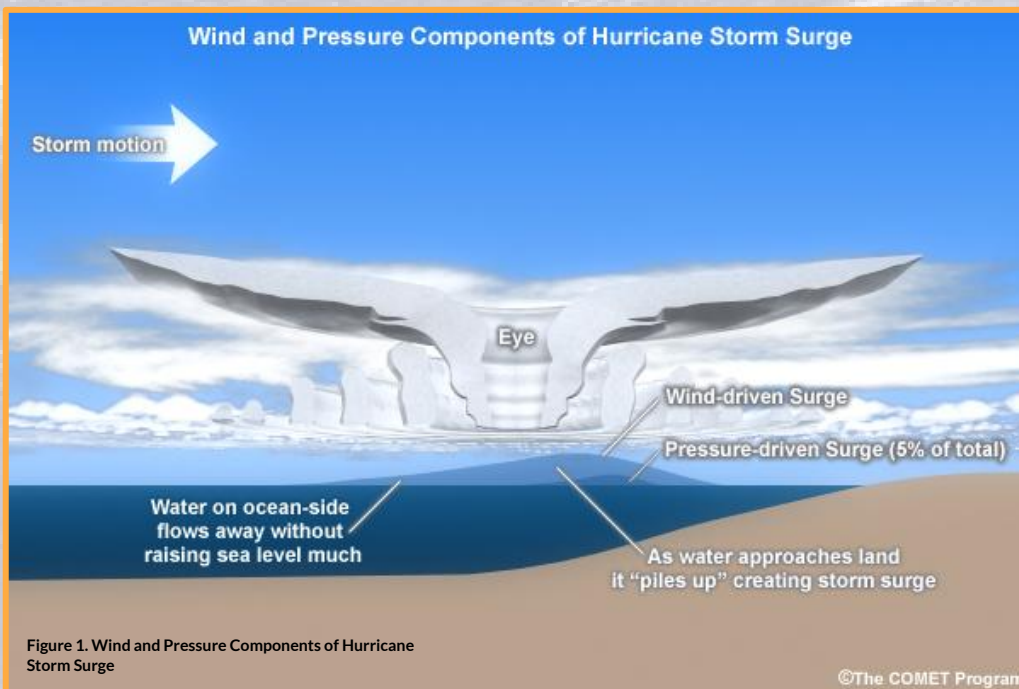 Wind and Pressure Components of Hurricane Storm Surge
Storm motion
Eye
Wind-driven Surge
Pressure-driven Surge (5% of total)
Water on ocean-side
flows away without
raising sea level much
As water approaches land
it “piles up” creating storm surge
Figure 1. Wind and Pressure Components of Hurricane
Storm Surge
©The COMET Program